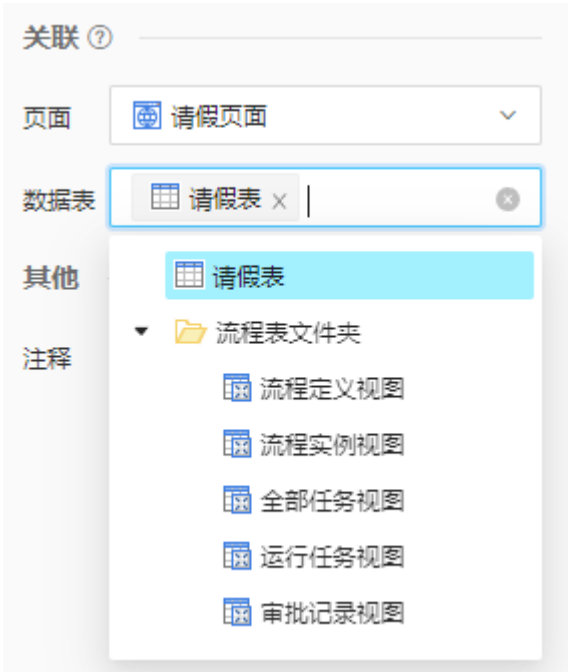 关联
页面 请假页面
数据表 请假表
其他 请假表
流程表文件夹
注释
流程定义视图
流程实例视图
全部任务视图
运行任务视图
审批记录视图